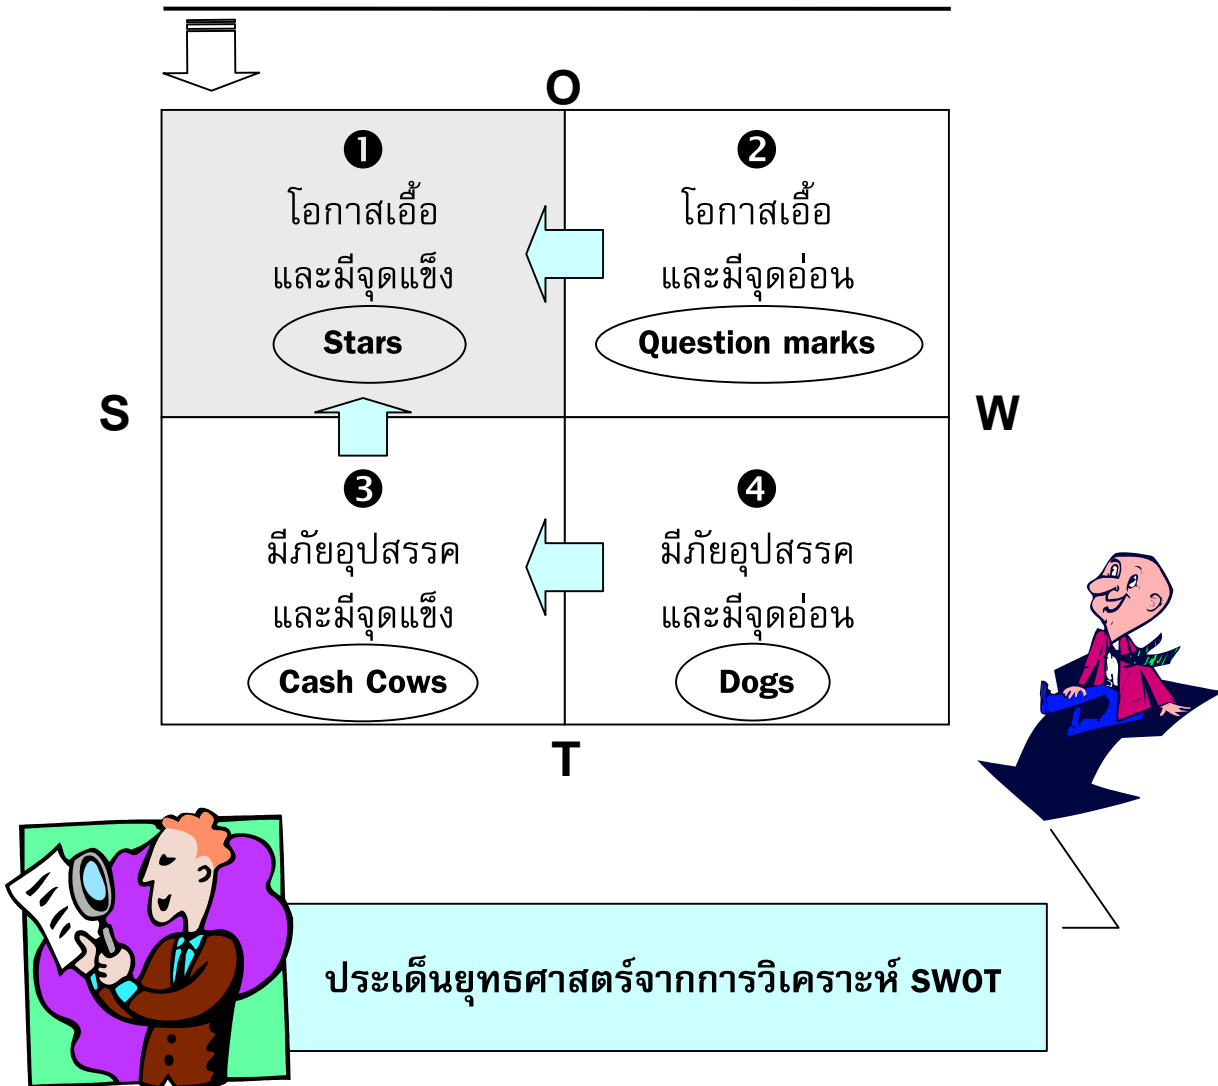 O
❶
โอกาสเอื้อ
และมีจุดแข็ง
Stars
❷
โอกาสเอื้อ
และมีจุดอ่อน
Question marks
S
W
❸
มีภัยอุปสรรค
และมีจุดแข็ง
Cash Cows
❹
มีภัยอุปสรรค
และมีจุดอ่อน
Dogs
T
ประเด็นยุทธศาสตร์จากการวิเคราะห์ SWOT